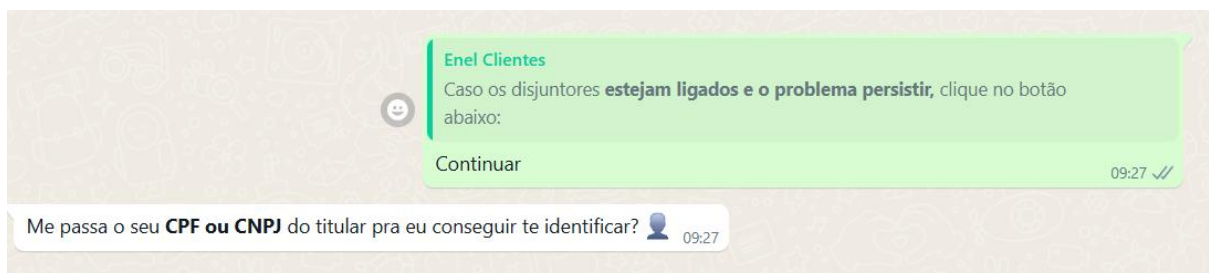 Enel Clientes
Caso os disjuntores estejam ligados e o problema persistir, clique no botão
abaixo:
Continuar
09:27
Me passa o seu CPF ou CNPJ do titular pra eu conseguir te identificar? 👤 09:27